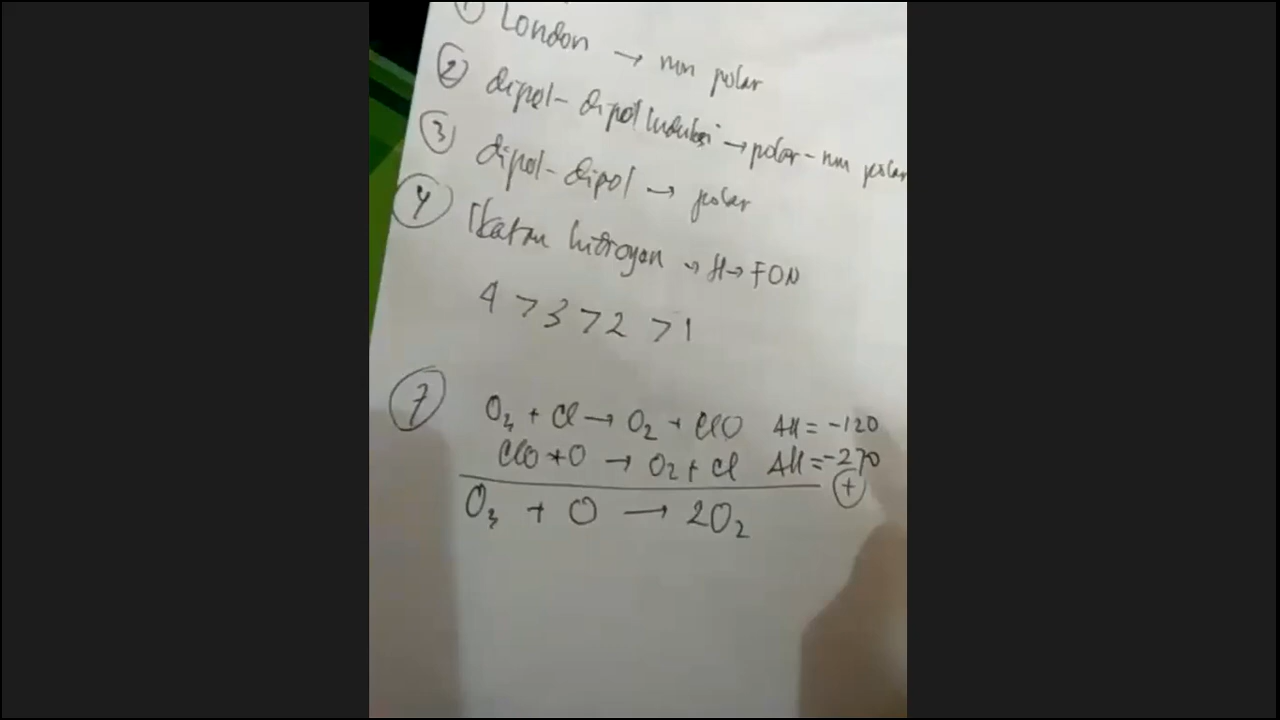 ① London → non polar
② dipol - dipol Induksi → polar - non polar
③ dipol - dipol → polar
④ Ikatan hidrogen → H → FON
4 > 3 > 2 > 1
⑦ O₃ + Cl → O₂ + ClO ΔH = -120
ClO + O → O₂ + Cl ΔH = -270
+
O₃ + O → 2O₂